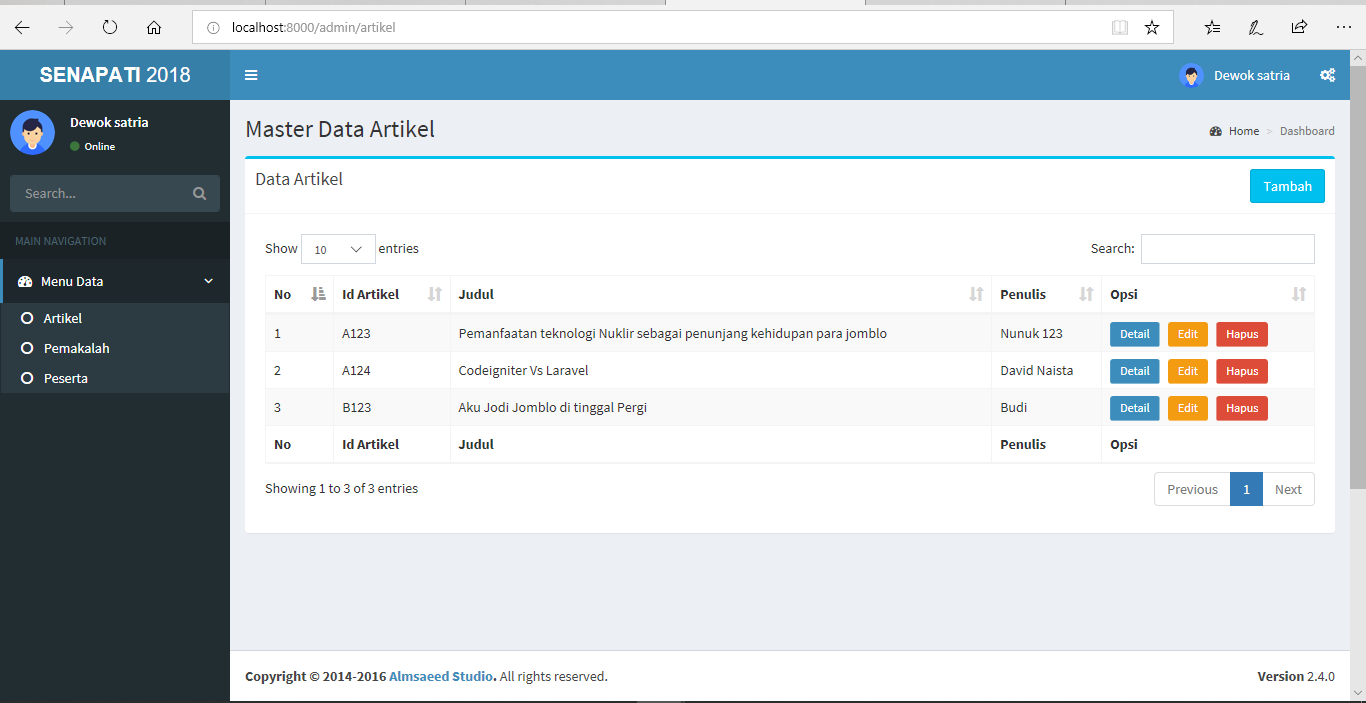 localhost:8000/admin/artikel
SENAPATI 2018
Dewok satria
Dewok satria
Online
Search...
MAIN NAVIGATION
Menu Data
Artikel
Pemakalah
Peserta
Master Data Artikel
Home > Dashboard
Data Artikel
Tambah
Show 10 entries
Search:
No Id Artikel Judul Penulis Opsi
1 A123 Pemanfaatan teknologi Nuklir sebagai penunjang kehidupan para jomblo Nunuk 123 Detail Edit Hapus
2 A124 Codeigniter Vs Laravel David Naista Detail Edit Hapus
3 B123 Aku Jodi Jomblo di tinggal Pergi Budi Detail Edit Hapus
No Id Artikel Judul Penulis Opsi
Showing 1 to 3 of 3 entries
Previous 1 Next
Copyright © 2014-2016 Almsaeed Studio. All rights reserved.
Version 2.4.0